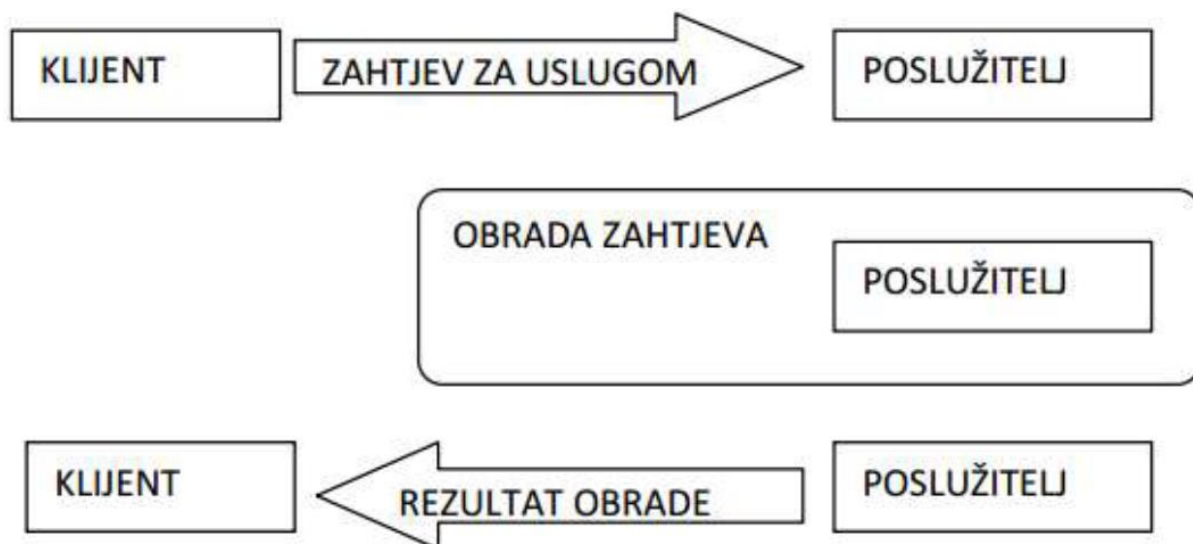 KLIJENT
ZAHTJEV ZA USLUGOM
POSLUŽITELJ
OBRADA ZAHTJEVA
POSLUŽITELJ
KLIJENT
REZULTAT OBRADE
POSLUŽITELJ